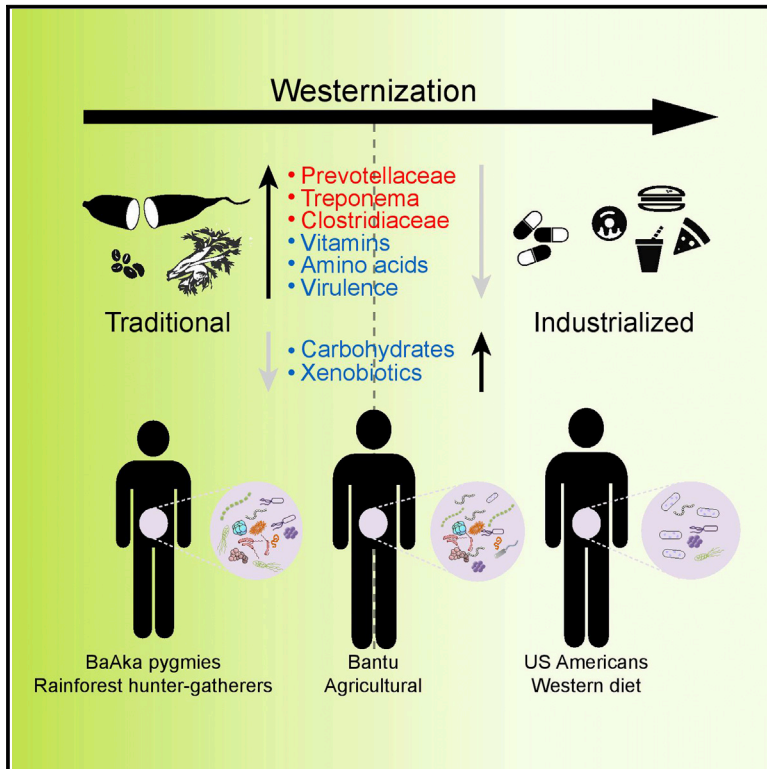 Westernization
• Prevotellaceae
• Treponema
• Clostridiaceae
• Vitamins
• Amino acids
• Virulence
Traditional
Industrialized
• Carbohydrates
• Xenobiotics
BaAka pygmies
Rainforest hunter-gatherers
Bantu
Agricultural
US Americans
Western diet